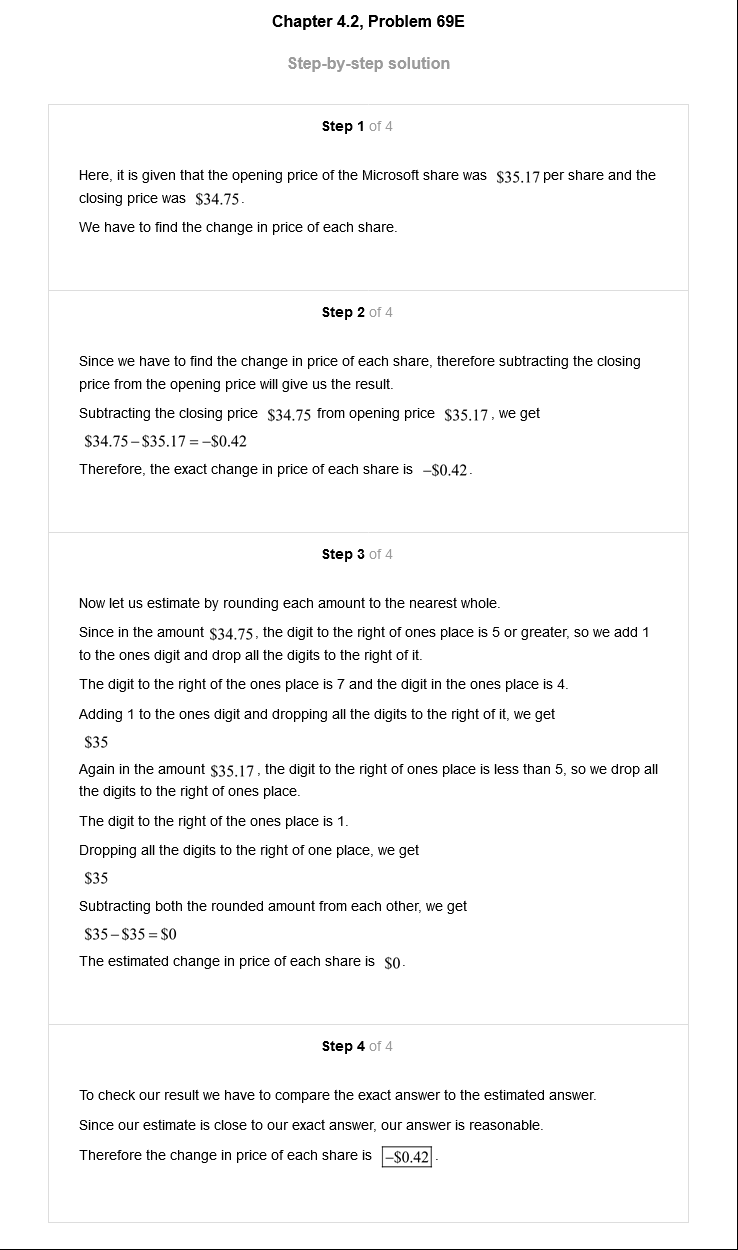 Chapter 4.2, Problem 69E
Step-by-step solution
Step 1 of 4
Here, it is given that the opening price of the Microsoft share was $35.17 per share and the
closing price was $34.75.
We have to find the change in price of each share.
Step 2 of 4
Since we have to find the change in price of each share, therefore subtracting the closing
price from the opening price will give us the result.
Subtracting the closing price $34.75 from opening price $35.17, we get
$34.75 – $35.17 = –$0.42
Therefore, the exact change in price of each share is –$0.42.
Step 3 of 4
Now let us estimate by rounding each amount to the nearest whole.
Since in the amount $34.75, the digit to the right of ones place is 5 or greater, so we add 1
to the ones digit and drop all the digits to the right of it.
The digit to the right of the ones place is 7 and the digit in the ones place is 4.
Adding 1 to the ones digit and dropping all the digits to the right of it, we get
$35
Again in the amount $35.17, the digit to the right of ones place is less than 5, so we drop all
the digits to the right of ones place.
The digit to the right of the ones place is 1.
Dropping all the digits to the right of one place, we get
$35
Subtracting both the rounded amount from each other, we get
$35 – $35 = $0
The estimated change in price of each share is $0.
Step 4 of 4
To check our result we have to compare the exact answer to the estimated answer.
Since our estimate is close to our exact answer, our answer is reasonable.
Therefore the change in price of each share is –$0.42.